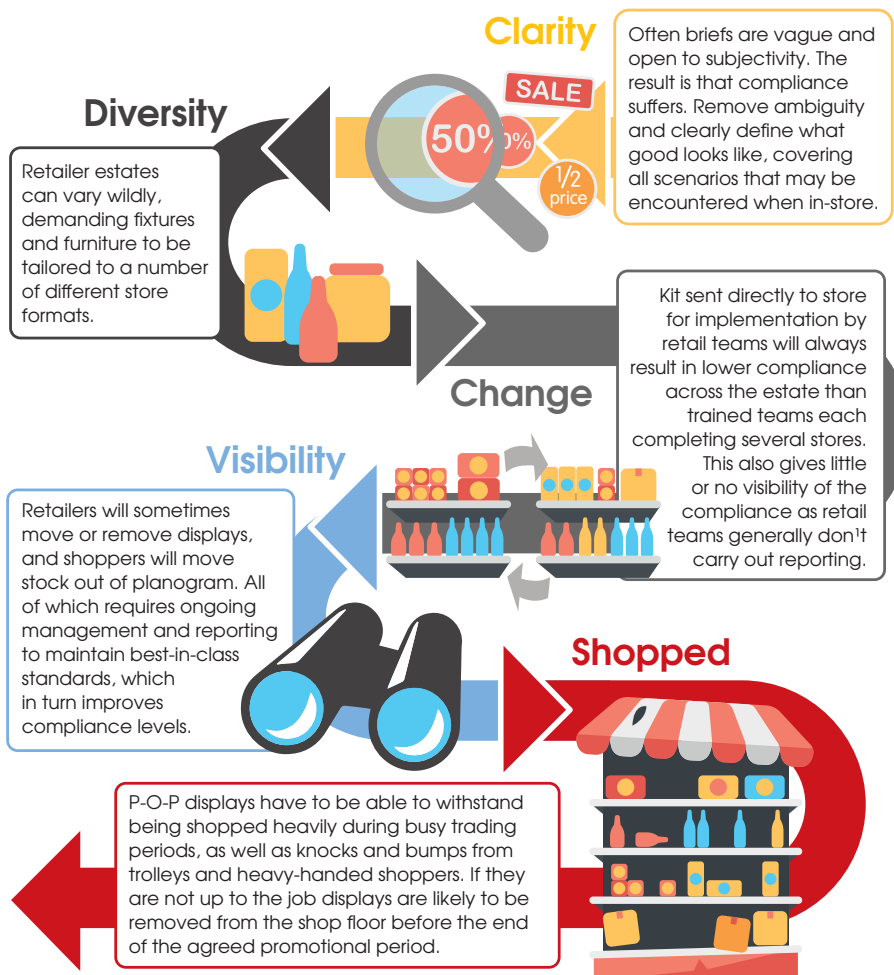 Clarity
Often briefs are vague and
open to subjectivity. The
result is that compliance
suffers. Remove ambiguity
and clearly define what
good looks like, covering
all scenarios that may be
encountered when in-store.
SALE
50%
0%
1/2
price
Diversity
Retailer estates
can vary wildly,
demanding fixtures
and furniture to be
tailored to a number
of different store
formats.
Change
Kit sent directly to store
for implementation by
retail teams will always
result in lower compliance
across the estate than
trained teams each
completing several stores.
This also gives little
or no visibility of the
compliance as retail
teams generally don¹t
carry out reporting.
Visibility
Retailers will sometimes
move or remove displays,
and shoppers will move
stock out of planogram. All
of which requires ongoing
management and reporting
to maintain best-in-class
standards, which
in turn improves
compliance levels.
Shopped
P-O-P displays have to be able to withstand
being shopped heavily during busy trading
periods, as well as knocks and bumps from
trolleys and heavy-handed shoppers. If they
are not up to the job displays are likely to be
removed from the shop floor before the end
of the agreed promotional period.